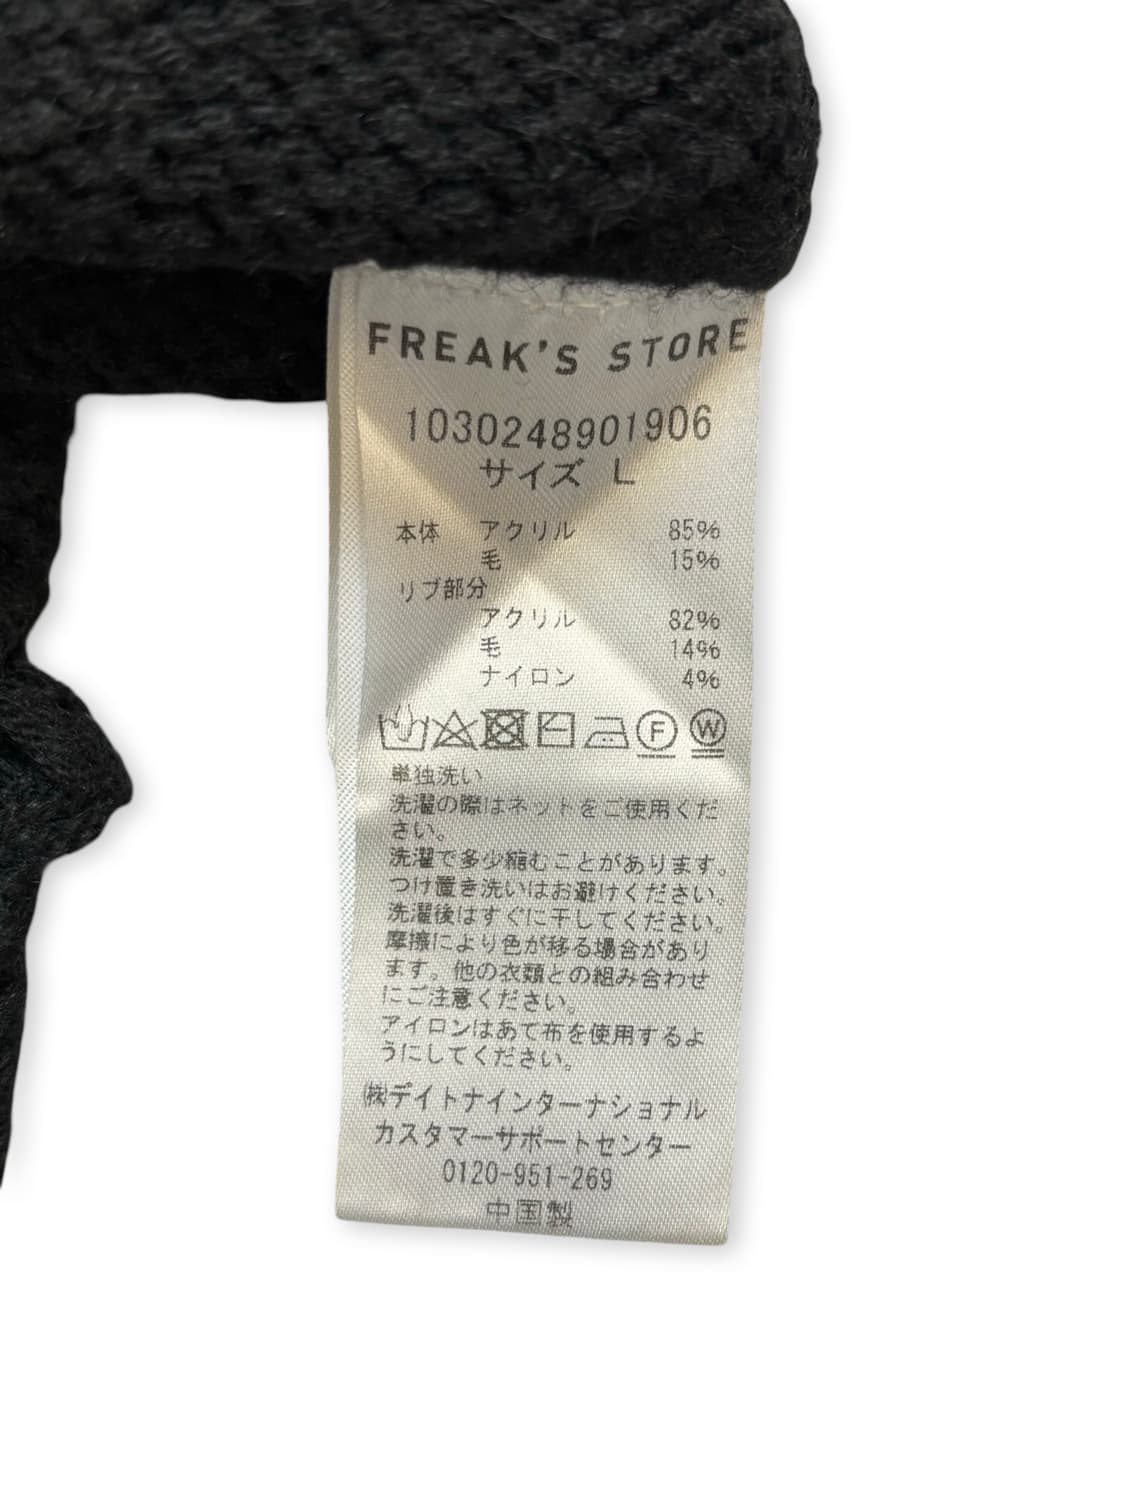 FREAK'S STORE
1030248901906
サイズ L
本体 アクリル 85%
毛 15%
リブ部分
アクリル 82%
毛 14%
ナイロン 4%
F W
単独洗い
洗濯の際はネットをご使用くだ
さい。
洗濯で多少縮むことがあります。
つけ置き洗いはお避けください。
洗濯後はすぐに干してください。
摩擦により色が移る場合があり
ます。他の衣類との組み合わせ
にご注意ください。
アイロンはあて布を使用するよ
うにしてください。
㈱デイトナインターナショナル
カスタマーサポートセンター
0120-951-269
中国製